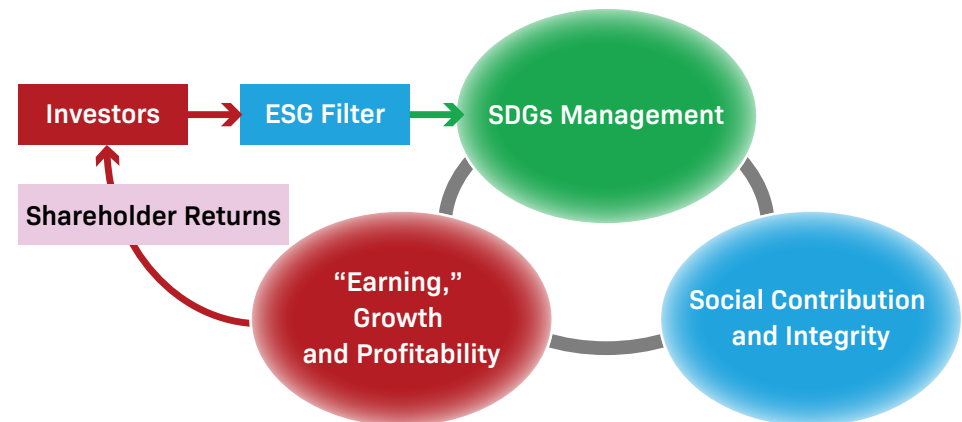 Investors
ESG Filter
SDGs Management
Shareholder Returns
“Earning,”
Growth
and Profitability
Social Contribution
and Integrity